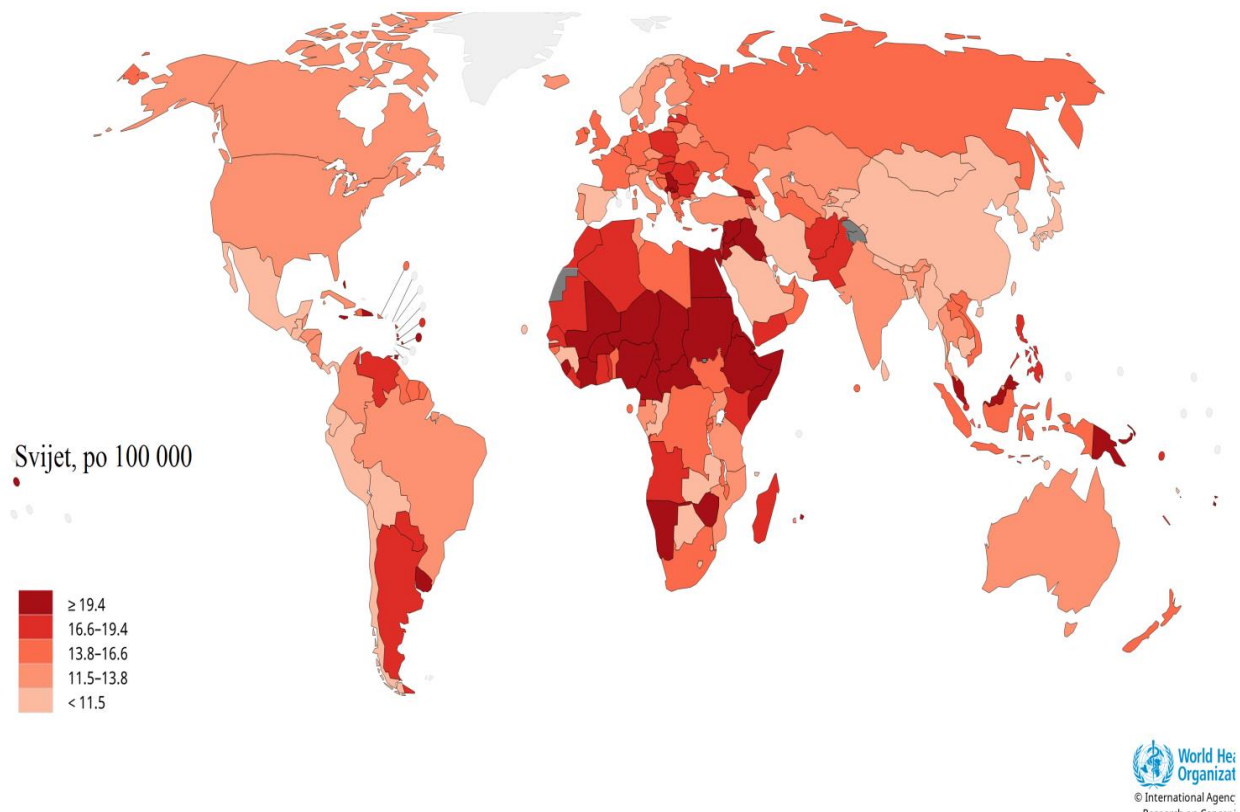 Svijet, po 100 000
≥ 19.4
16.6–19.4
13.8–16.6
11.5–13.8
< 11.5
World Hea
Organizat
© International Agenc